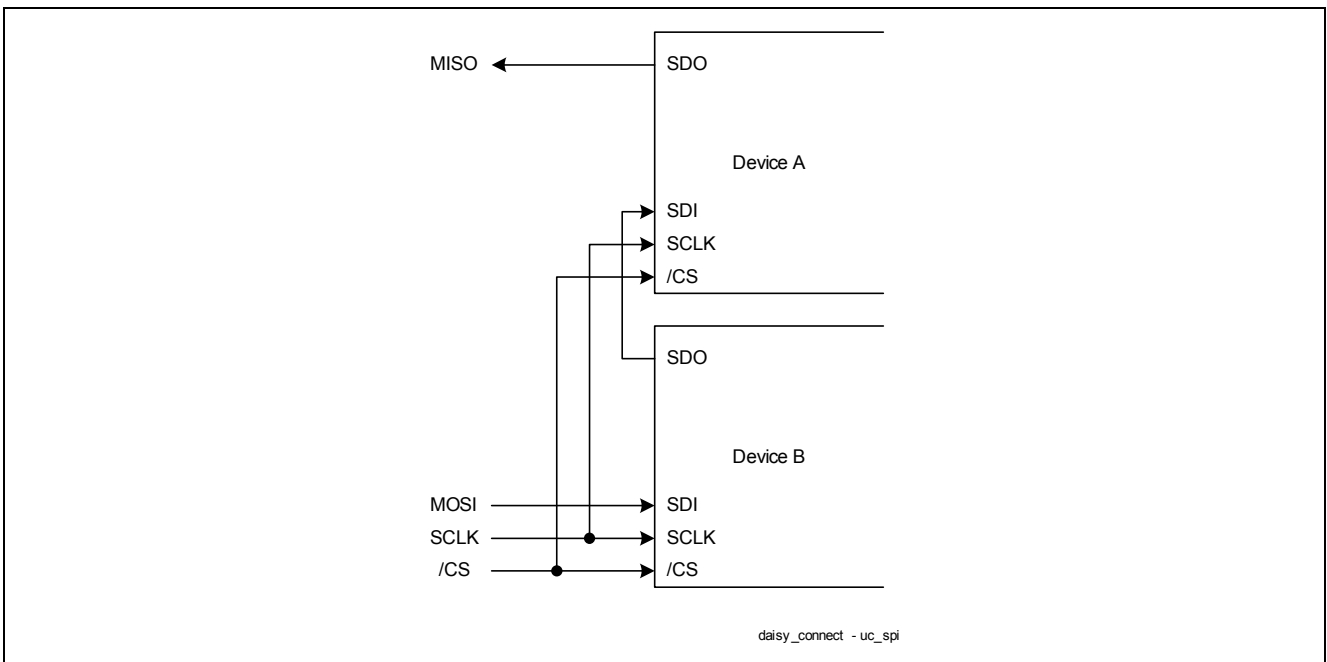 MISO
SDO
Device A
SDI
SCLK
/CS
SDO
Device B
MOSI
SDI
SCLK
SCLK
/CS
/CS
daisy_connect - uc_spi